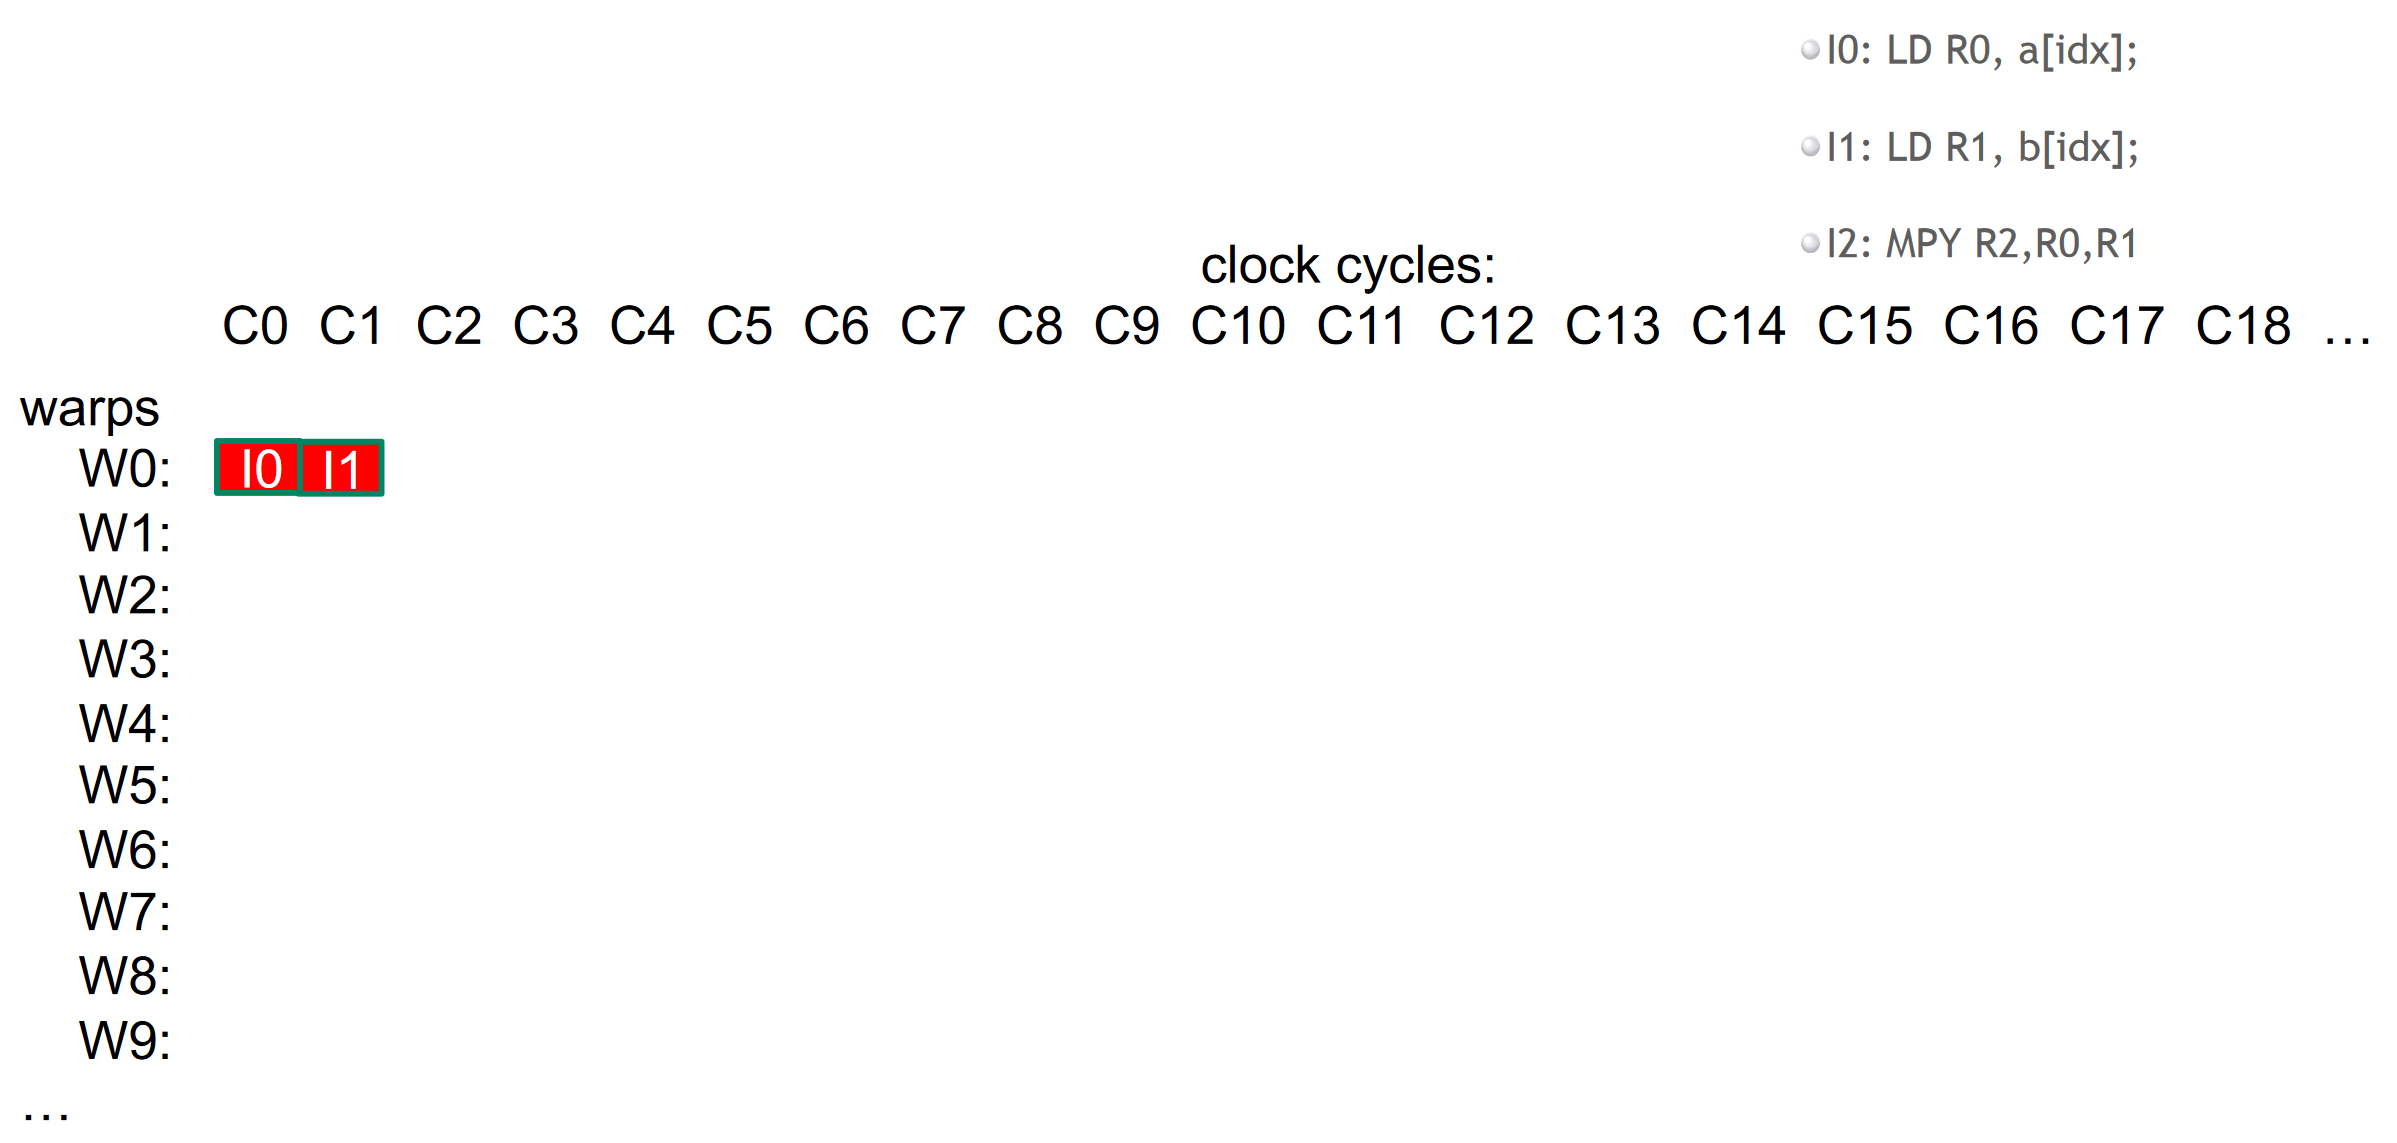 I0: LD R0, a[idx];
I1: LD R1, b[idx];
I2: MPY R2,R0,R1
clock cycles:
C0 C1 C2 C3 C4 C5 C6 C7 C8 C9 C10 C11 C12 C13 C14 C15 C16 C17 C18 …
warps
W0: I0 I1
W1:
W2:
W3:
W4:
W5:
W6:
W7:
W8:
W9:
…